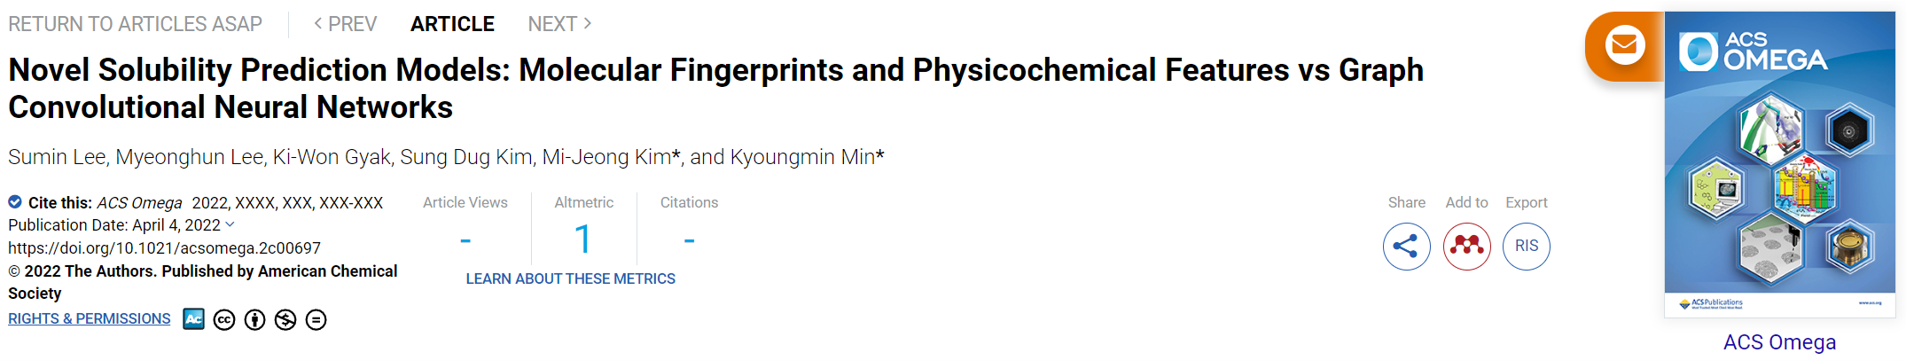 RETURN TO ARTICLES ASAP < PREV ARTICLE NEXT >
Novel Solubility Prediction Models: Molecular Fingerprints and Physicochemical Features vs Graph
Convolutional Neural Networks
Sumin Lee, Myeonghun Lee, Ki-Won Gyak, Sung Dug Kim, Mi-Jeong Kim*, and Kyoungmin Min*
Cite this: ACS Omega 2022, XXXX, XXX, XXX-XXX
Publication Date: April 4, 2022
https://doi.org/10.1021/acsomega.2c00697
© 2022 The Authors. Published by American Chemical
Society
RIGHTS & PERMISSIONS
Ac
cc
Article Views
-
Altmetric
1
Citations
-
LEARN ABOUT THESE METRICS
Share Add to Export
RIS
ACS
OMEGA
ACS Publications
ACS Omega